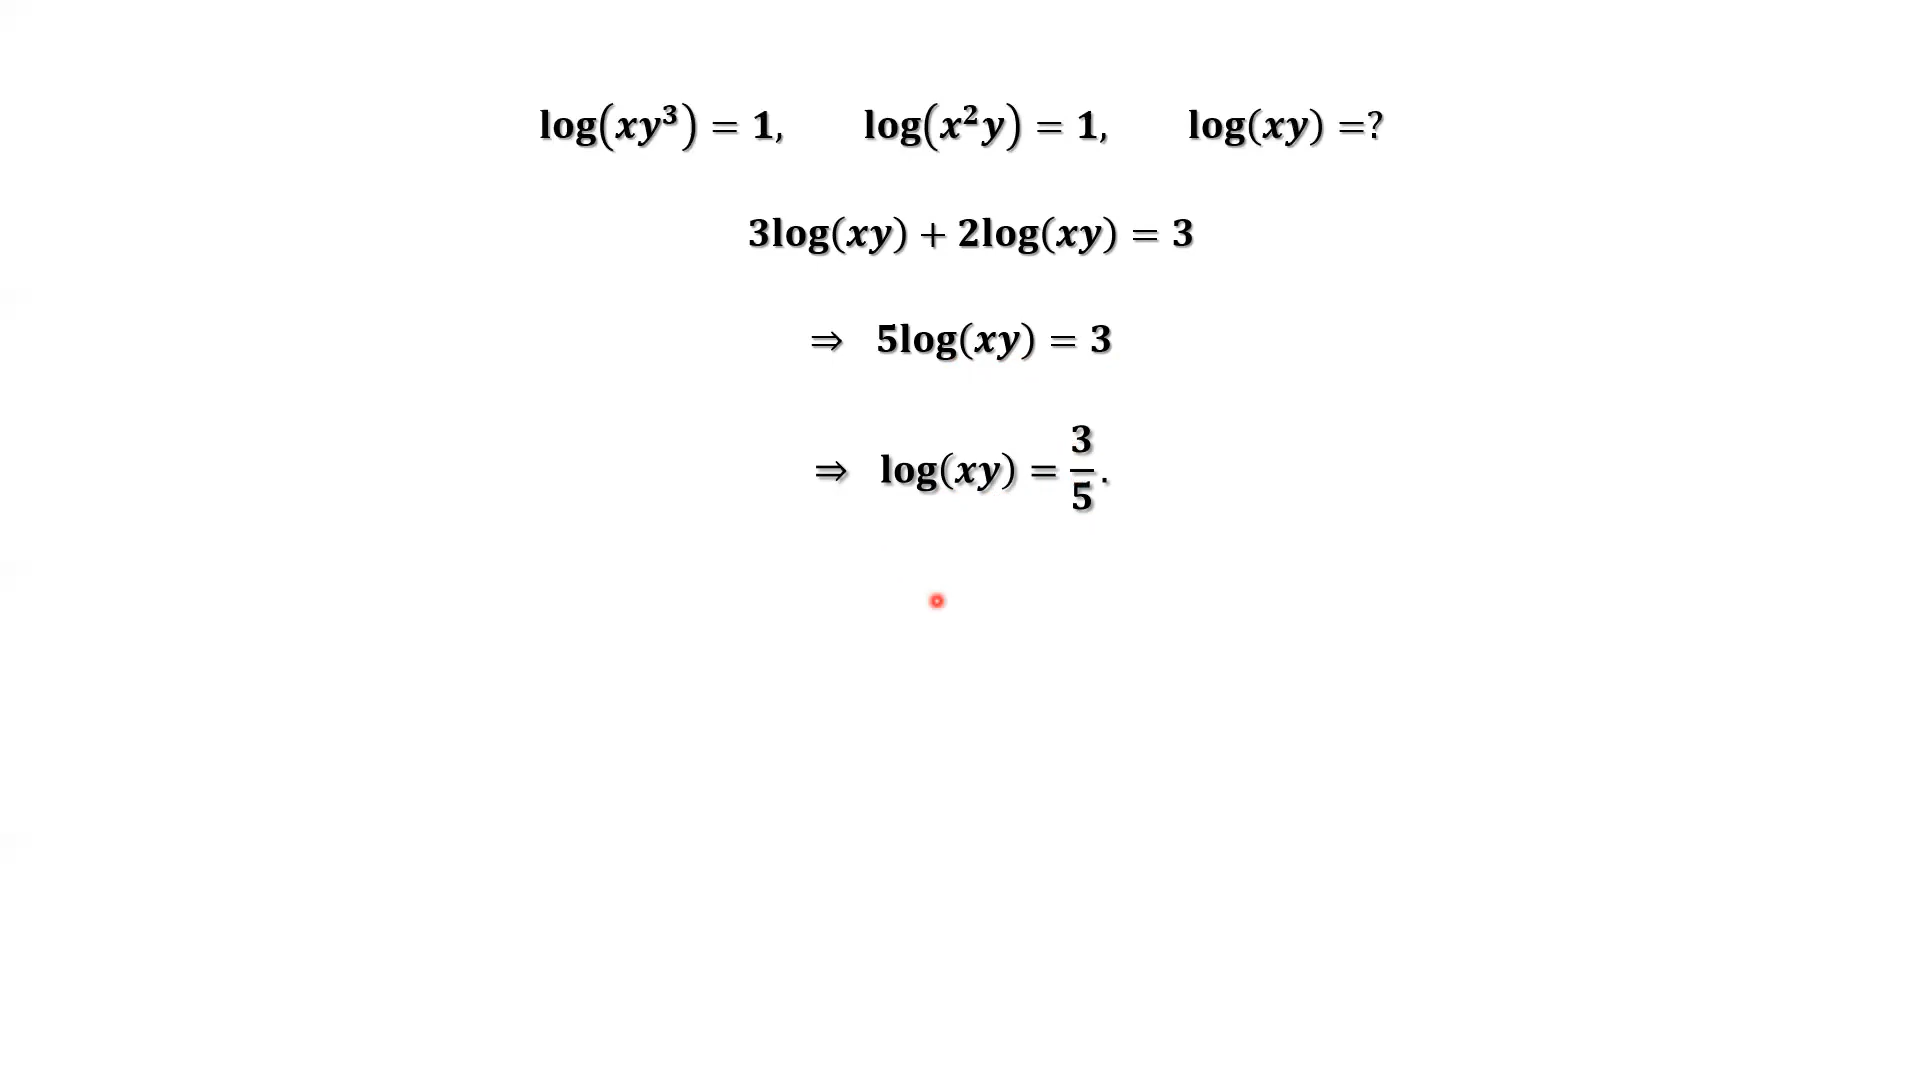 log(xy³) = 1, log(x²y) = 1, log(xy) =?
3log(xy) + 2log(xy) = 3
⇒ 5log(xy) = 3
⇒ log(xy) = 3/5.